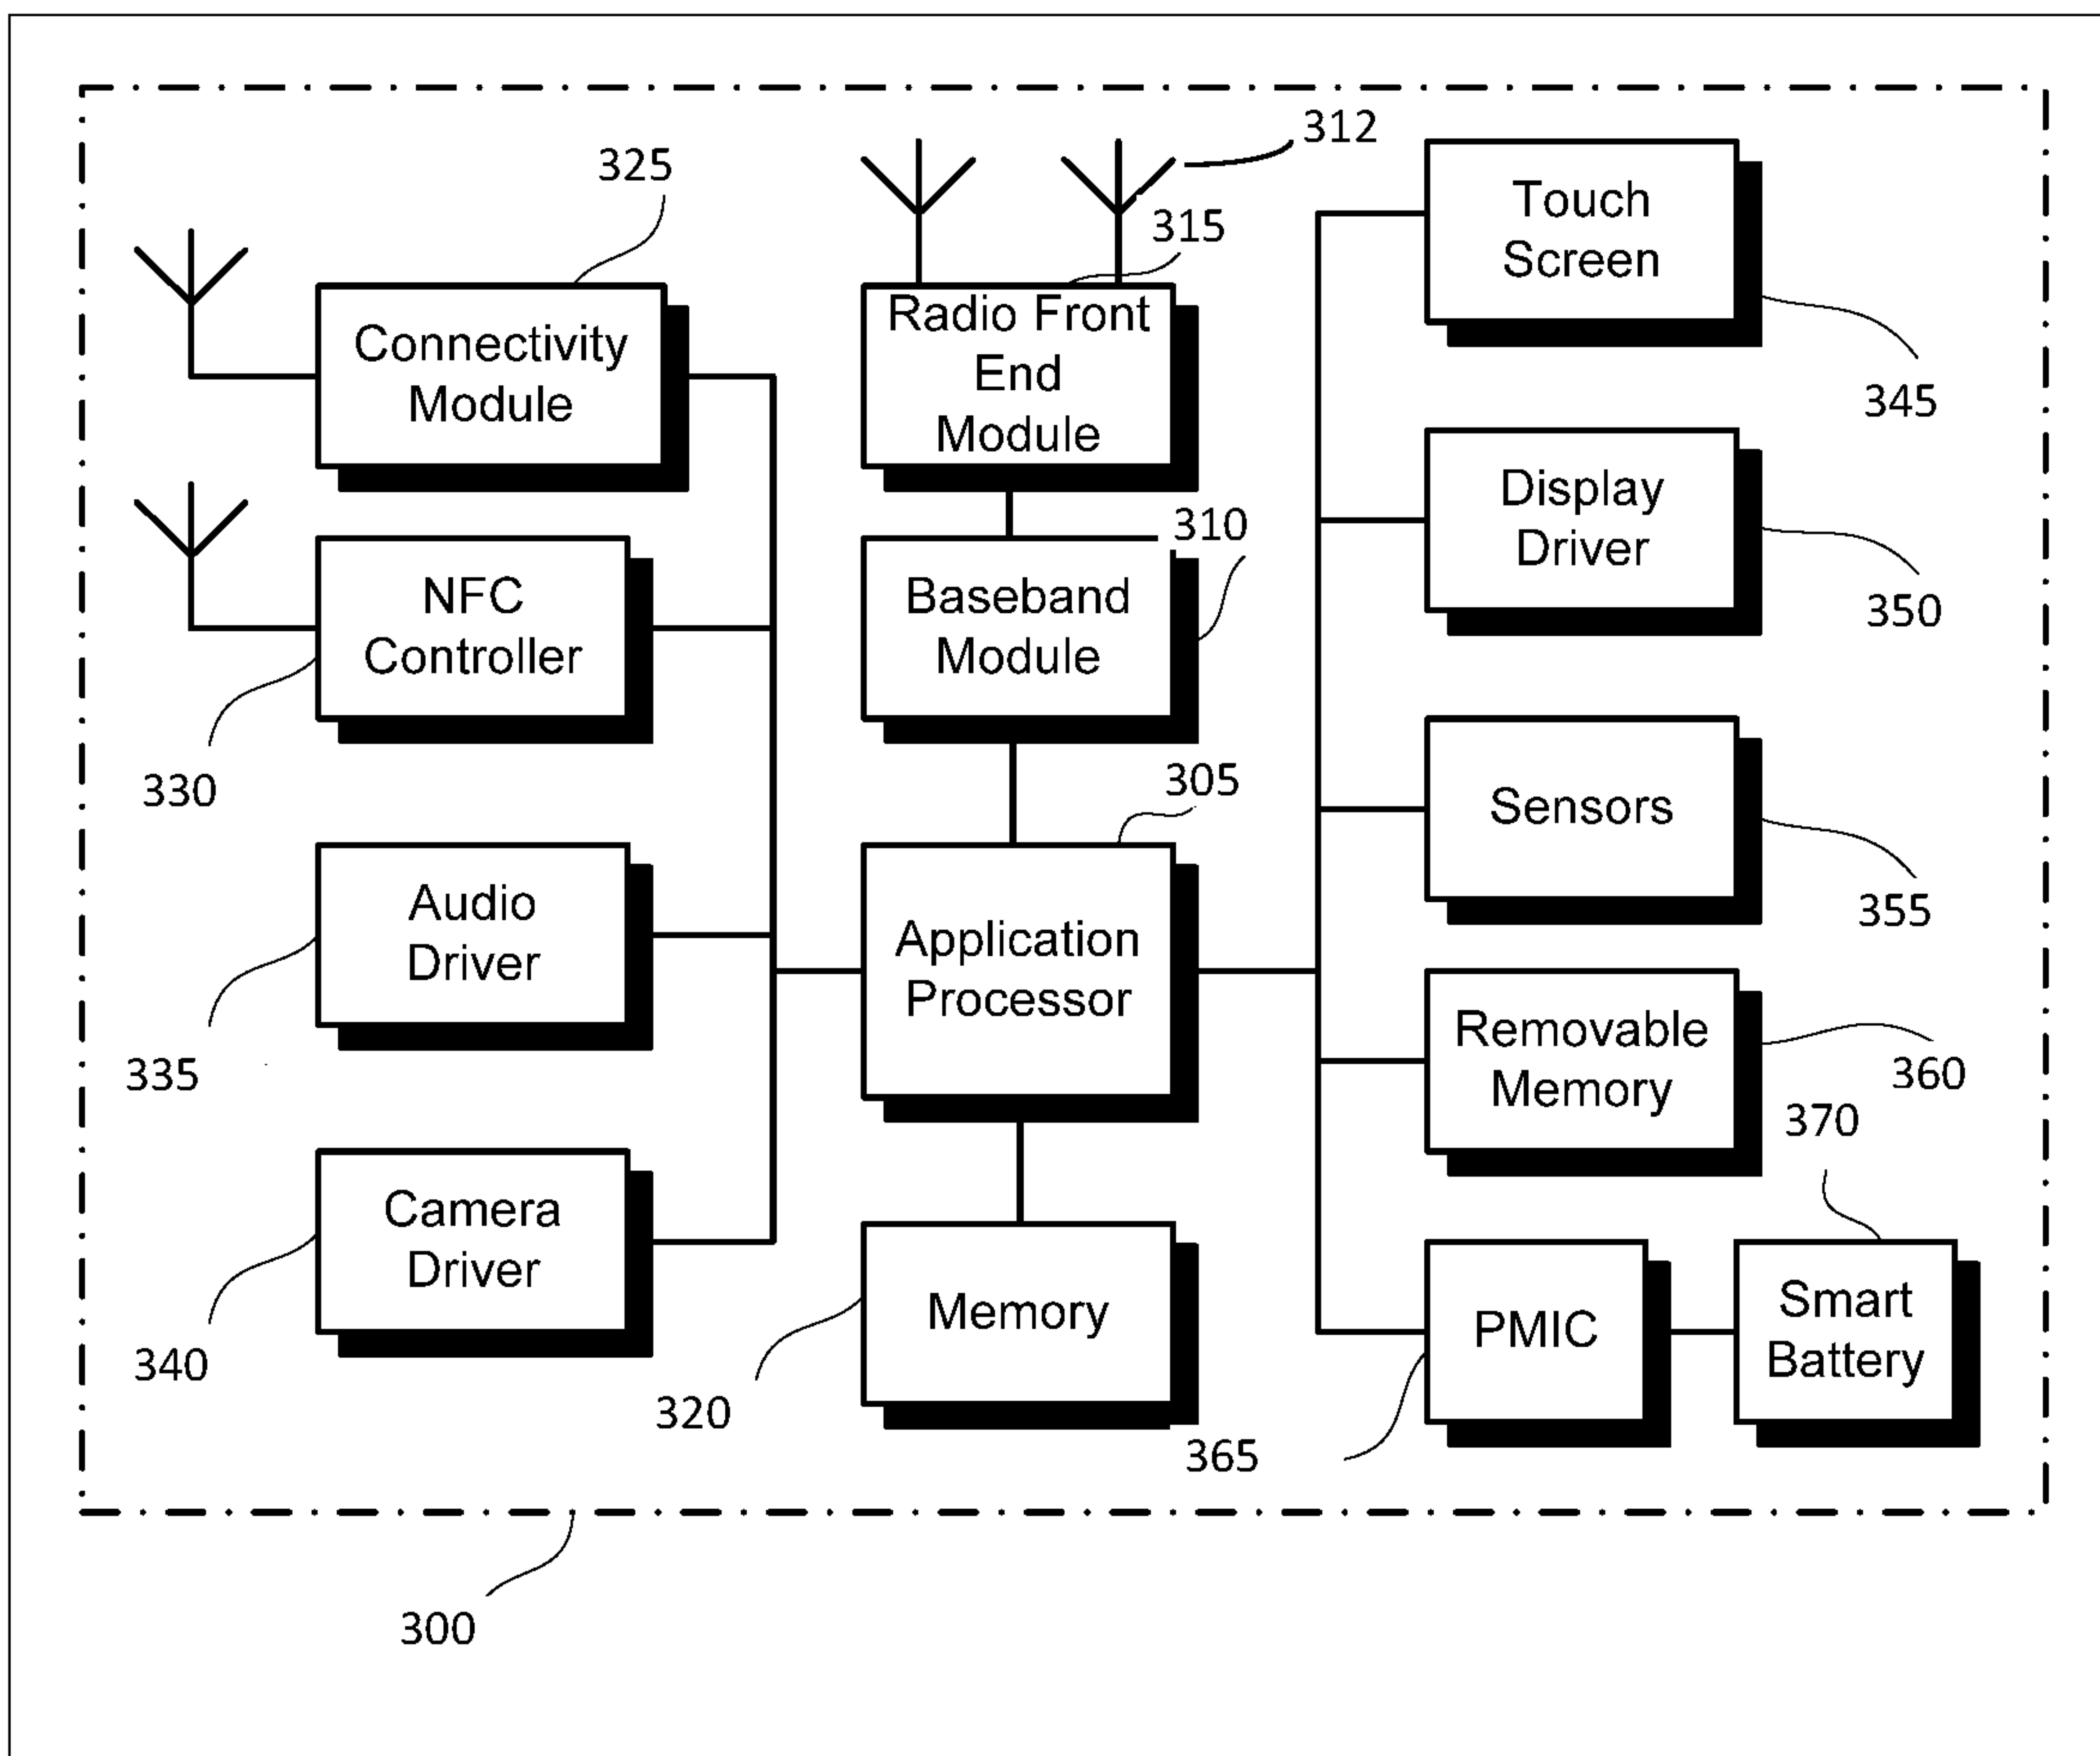 312
325
315
Touch
Screen
Connectivity
Module
Radio Front
End
Module
345
310
Display
Driver
350
NFC
Controller
Baseband
Module
330
305
Sensors
355
Audio
Driver
335
Application
Processor
Removable
Memory
360
370
Camera
Driver
340
Memory
320
365
PMIC
Smart
Battery
300